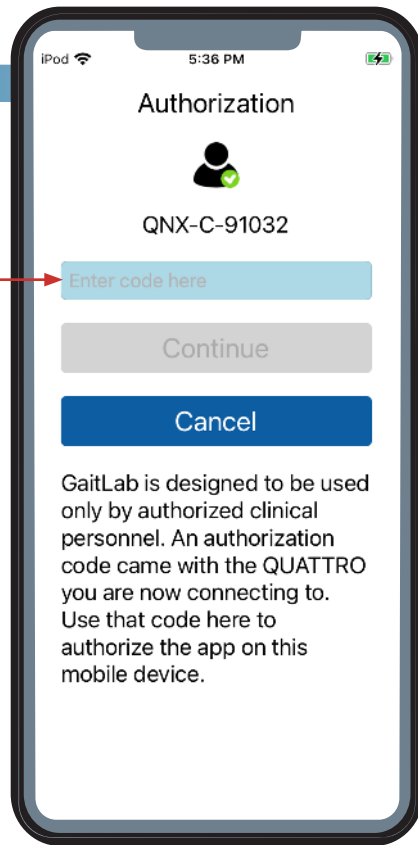 iPod 5:36 PM
Authorization
QNX-C-91032
Enter code here
Continue
Cancel
GaitLab is designed to be used
only by authorized clinical
personnel. An authorization
code came with the QUATTRO
you are now connecting to.
Use that code here to
authorize the app on this
mobile device.